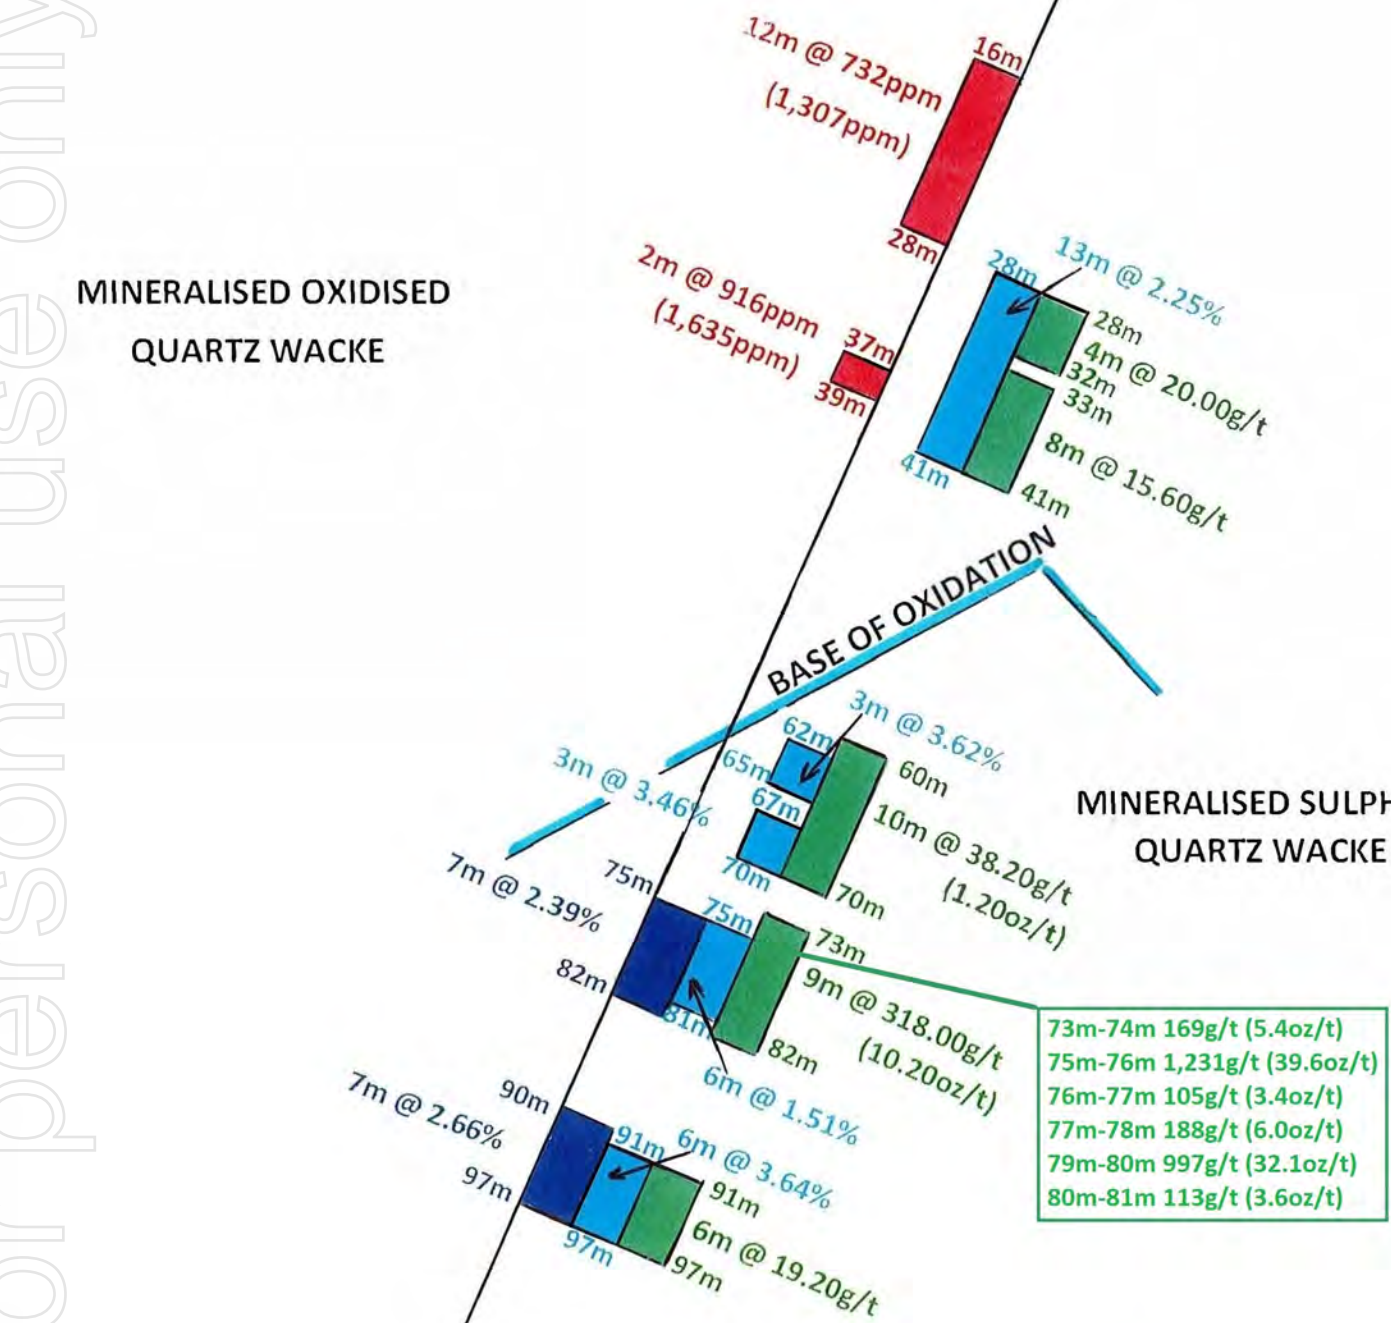 or personal use only
12m @ 732ppm
(1,307ppm)
16m
28m
2m @ 916ppm
(1,635ppm)
37m
39m
MINERALISED OXIDISED
QUARTZ WACKE
28m
13m @ 2.25%
28m
4m @ 20.00g/t
32m
33m
8m @ 15.60g/t
41m
41m
BASE OF OXIDATION
62m
3m @ 3.62%
65m
60m
3m @ 3.46%
67m
10m @ 38.20g/t
(1.20oz/t)
70m
70m
MINERALISED SULPH
QUARTZ WACKE
75m
7m @ 2.39%
82m
75m
81m
6m @ 1.51%
73m
9m @ 318.00g/t
(10.20oz/t)
82m
73m-74m 169g/t (5.4oz/t)
75m-76m 1,231g/t (39.6oz/t)
76m-77m 105g/t (3.4oz/t)
77m-78m 188g/t (6.0oz/t)
79m-80m 997g/t (32.1oz/t)
80m-81m 113g/t (3.6oz/t)
90m
7m @ 2.66%
97m
91m
6m @ 3.64%
97m
91m
6m @ 19.20g/t
97m